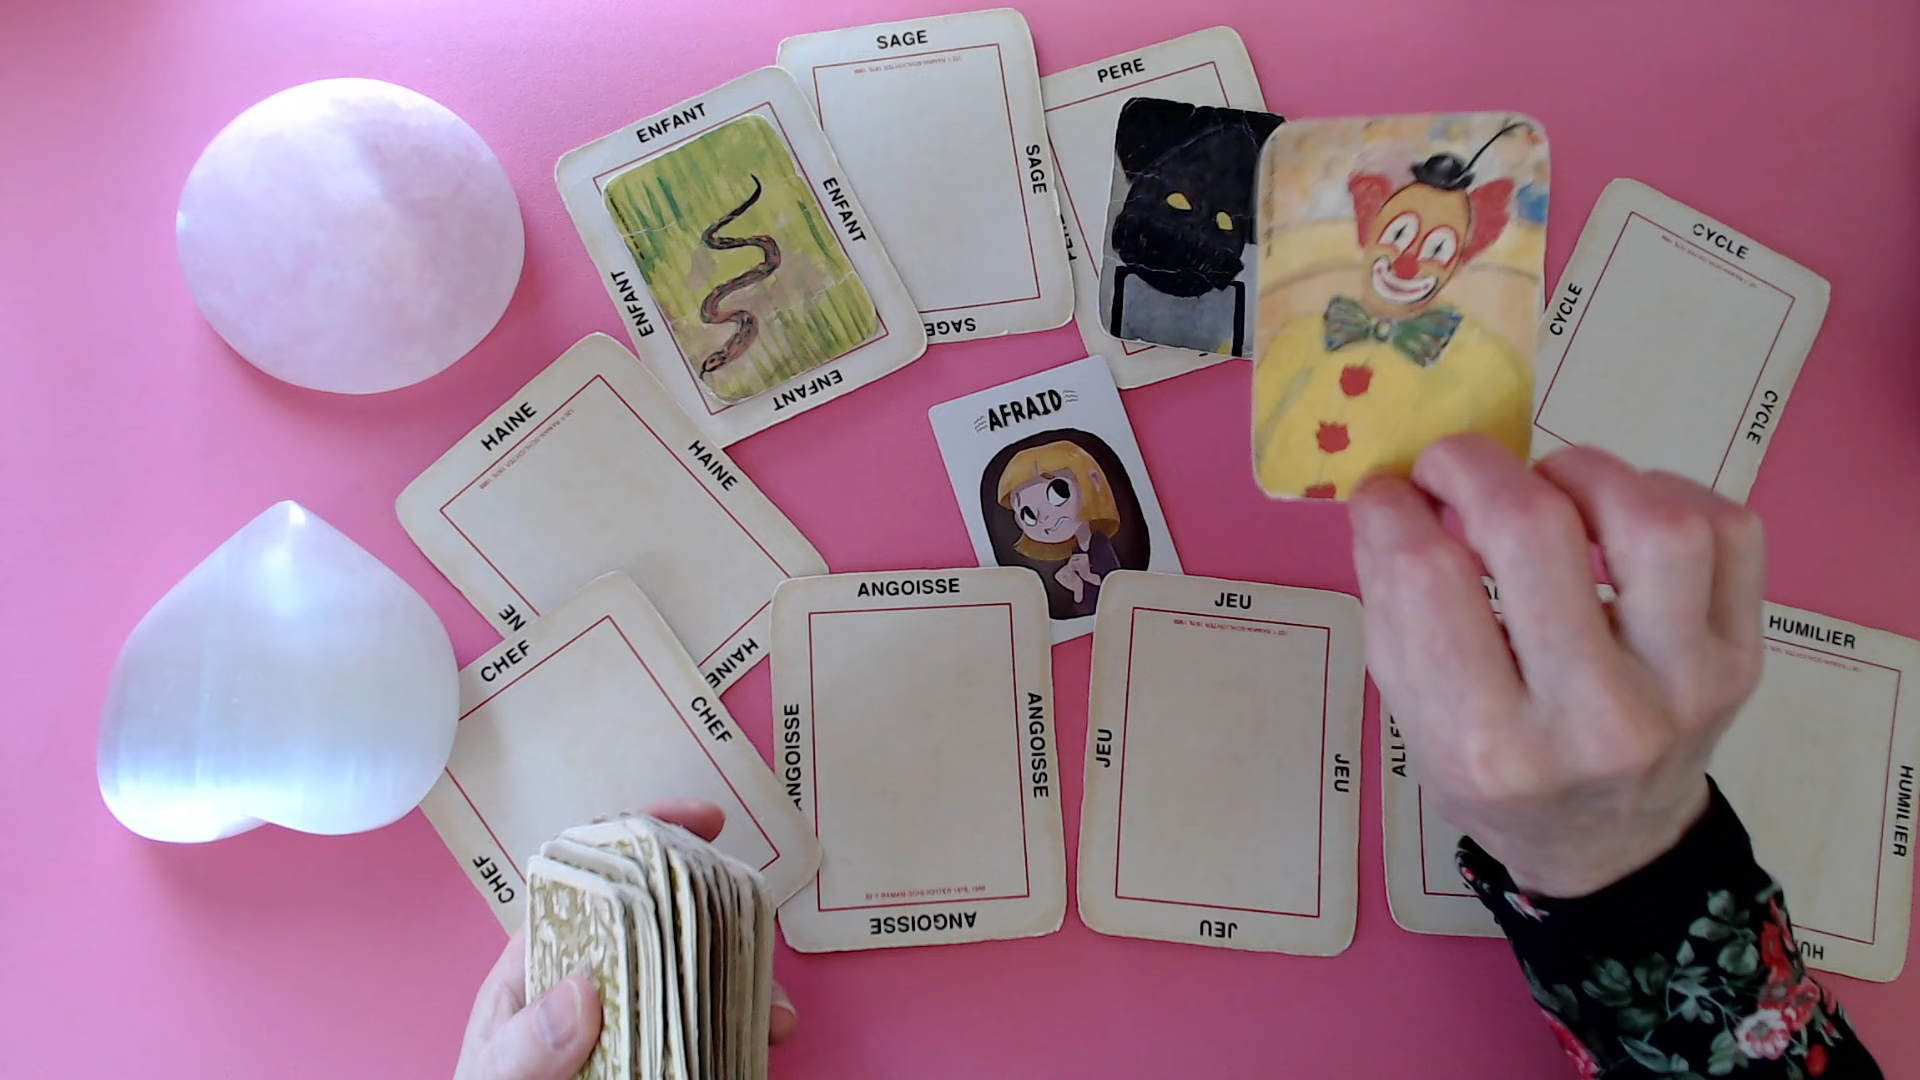 SAGE
SAGE
SAGE
PERE
ENFANT
ENFANT
ENFANT
ENFANT
CYCLE
CYCLE
CYCLE
HAINE
HAINE
HAINE
AFRAID
CHEF
CHEF
CHEF
ANGOISSE
ANGOISSE
ANGOISSE
ANGOISSE
JEU
JEU
JEU
JEU
HUMILIER
HUMILIER